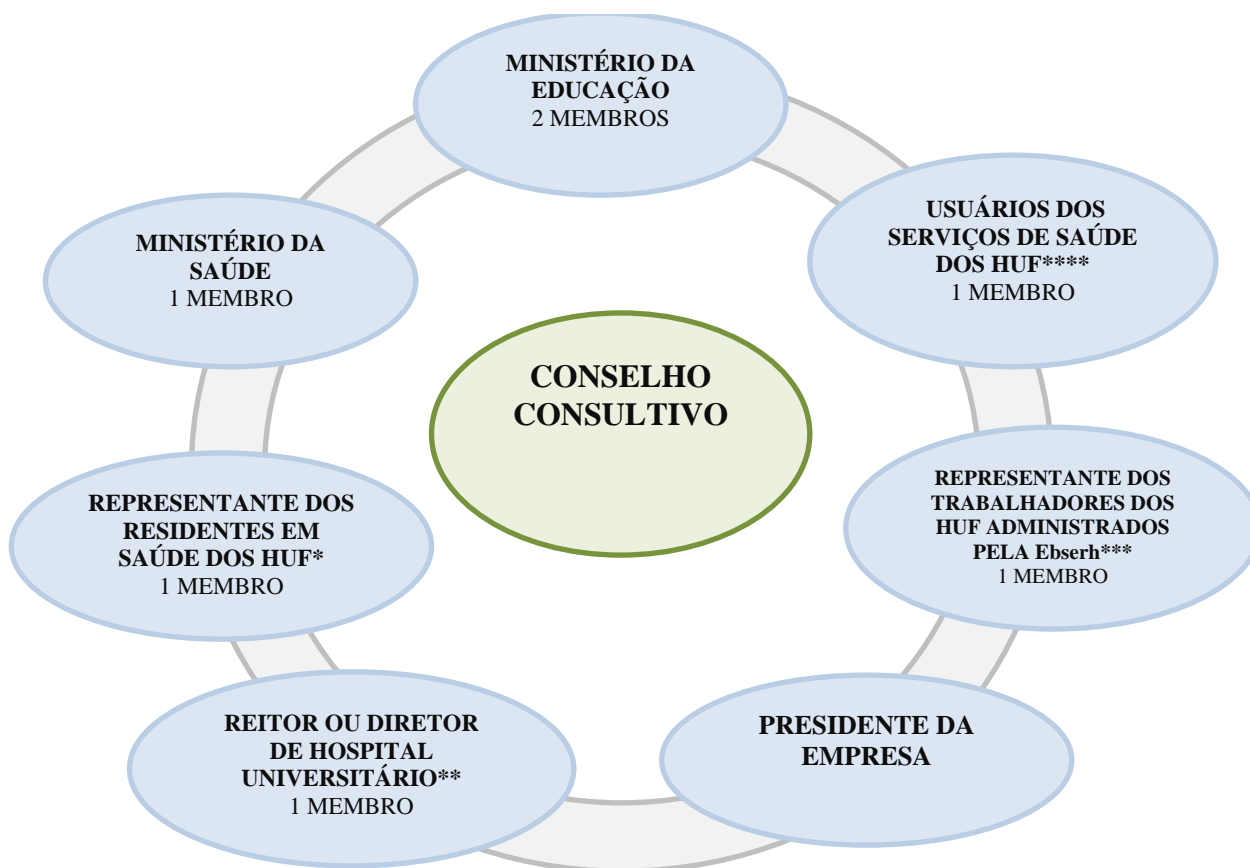 MINISTÉRIO DA
EDUCAÇÃO
2 MEMBROS
USUÁRIOS DOS
SERVIÇOS DE SAÚDE
DOS HUF****
1 MEMBRO
MINISTÉRIO DA
SAÚDE
1 MEMBRO
CONSELHO
CONSULTIVO
REPRESENTANTE DOS
TRABALHADORES DOS
HUF ADMINISTRADOS
PELA Ebserh***
1 MEMBRO
REPRESENTANTE DOS
RESIDENTES EM
SAÚDE DOS HUF*
1 MEMBRO
REITOR OU DIRETOR
DE HOSPITAL
UNIVERSITÁRIO**
1 MEMBRO
PRESIDENTE DA
EMPRESA